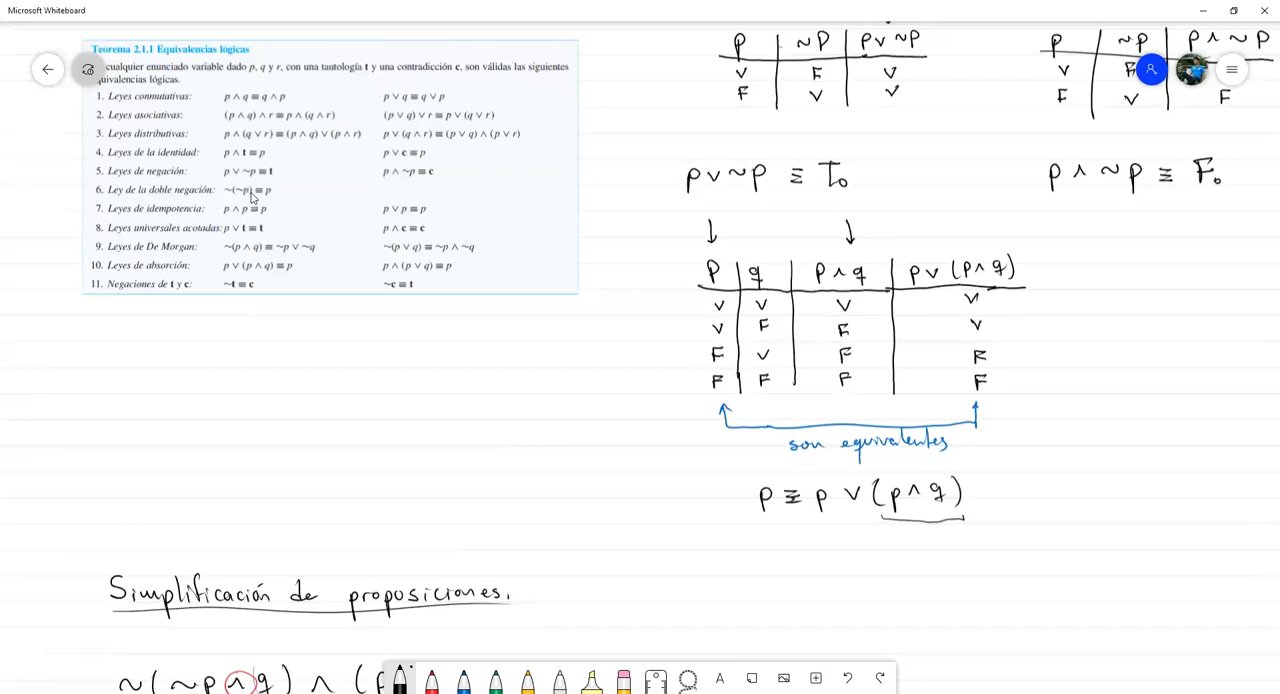 Microsoft Whiteboard
Teorema 2.1.1 Equivalencias lógicas
cualquier enunciado variable dado p, q y r, con una tautología t y una contradicción c, son válidas las siguientes
quivalencias lógicas.
1. Leyes conmutativas: p ∧ q ≡ q ∧ p p ∨ q ≡ q ∨ p
2. Leyes asociativas: (p ∧ q) ∧ r ≡ p ∧ (q ∧ r) (p ∨ q) ∨ r ≡ p ∨ (q ∨ r)
3. Leyes distributivas: p ∧ (q ∨ r) ≡ (p ∧ q) ∨ (p ∧ r) p ∨ (q ∧ r) ≡ (p ∨ q) ∧ (p ∨ r)
4. Leyes de la identidad: p ∧ t ≡ p p ∨ c ≡ p
5. Leyes de negación: p ∨ ~p ≡ t p ∧ ~p ≡ c
6. Ley de la doble negación: ~(~p) ≡ p
7. Leyes de idempotencia: p ∧ p ≡ p p ∨ p ≡ p
8. Leyes universales acotadas: p ∨ t ≡ t p ∧ c ≡ c
9. Leyes de De Morgan: ~(p ∧ q) ≡ ~p ∨ ~q ~(p ∨ q) ≡ ~p ∧ ~q
10. Leyes de absorción: p ∨ (p ∧ q) ≡ p p ∧ (p ∨ q) ≡ p
11. Negaciones de t y c: ~t ≡ c ~c ≡ t
p ~p p ∨ ~p
V F V
F V V
p ~p p ∧ ~p
V F
F V F
p ∨ ~p ≡ T₀
p ∧ ~p ≡ F₀
p q p ∧ q p ∨ (p ∧ q)
V V V V
V F F V
F V F F
F F F F
son equivalentes
p ≡ p ∨ (p ∧ q)
Simplificación de proposiciones.
~(~p ∧ q) ∧ (p
A